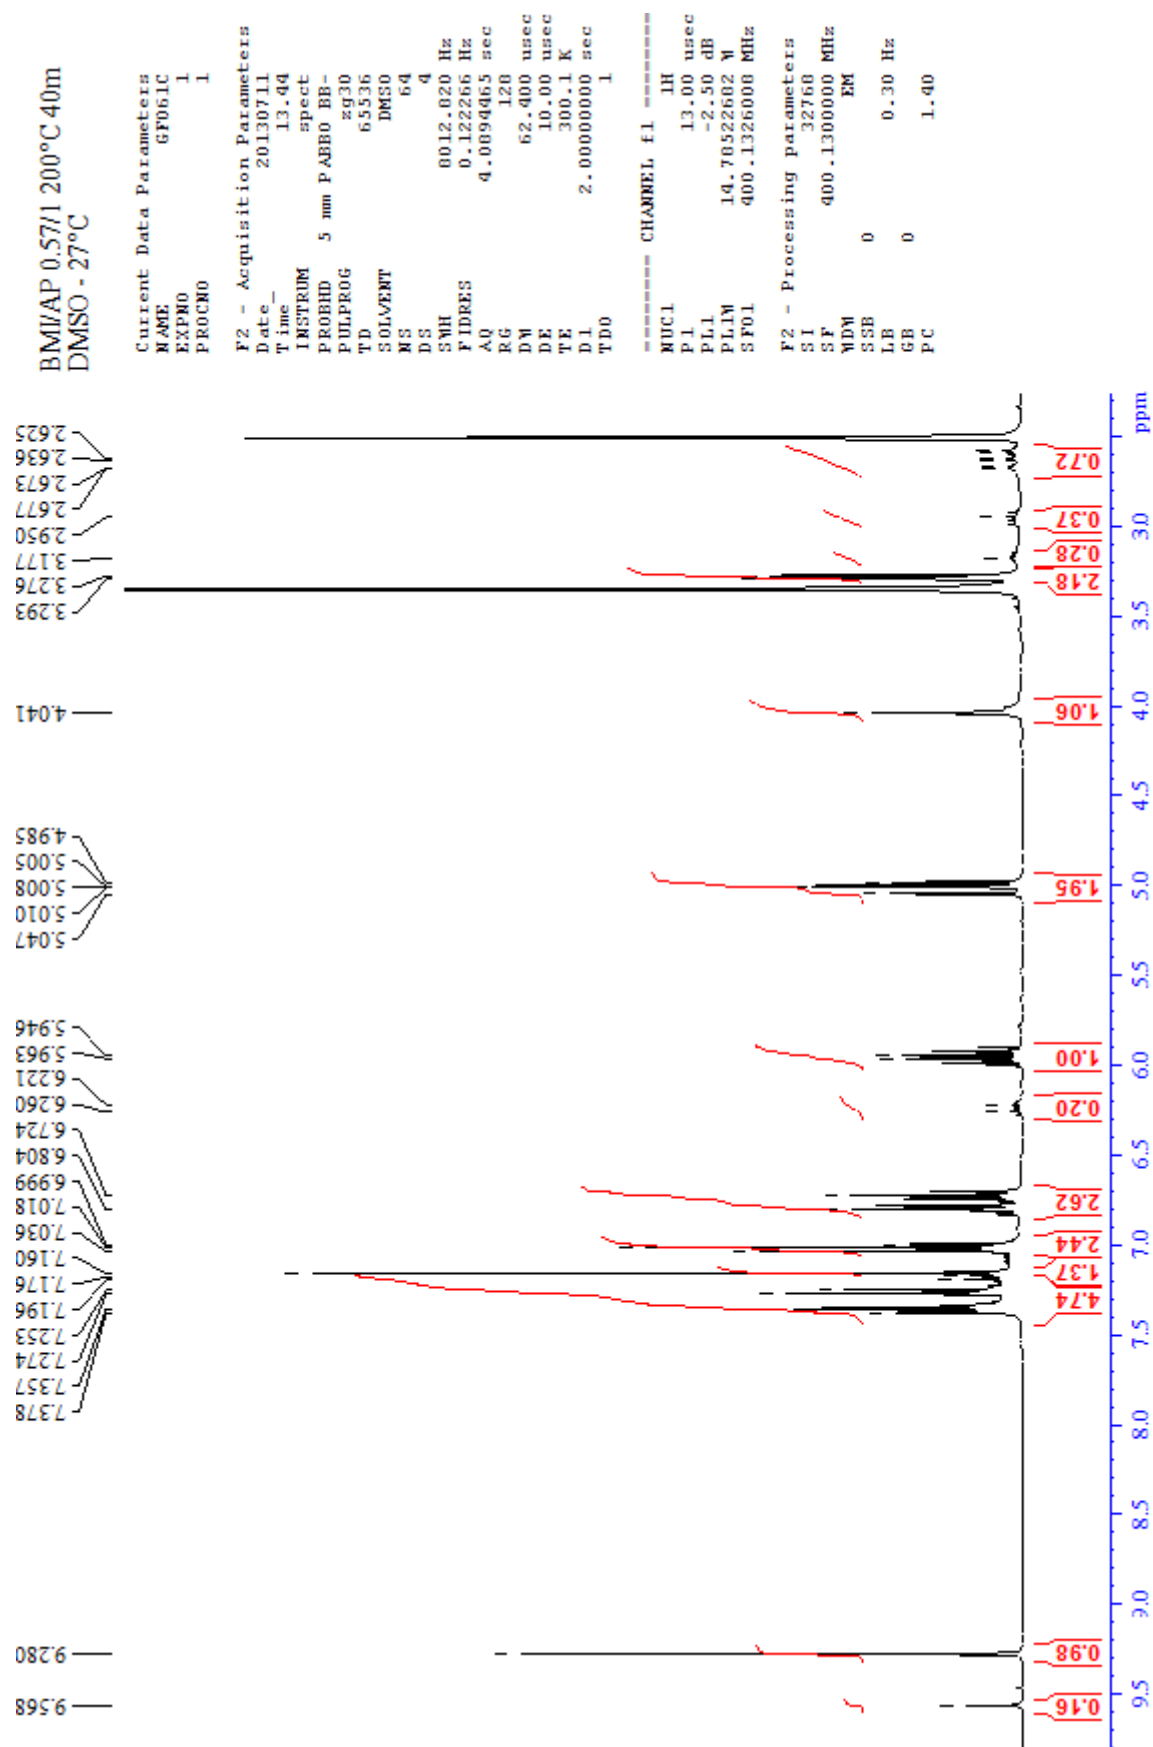 BMI/AP 0.57/1 200°C 40m
DMSO - 27°C
Current Data Parameters
NAME GF061C
EXPNO 1
PROCNO 1
F2 - Acquisition Parameters
Date_ 20130711
Time 13.44
INSTRUM spect
PROBHD 5 mm PABBO BB-
PULPROG zg30
TD 65536
SOLVENT DMSO
NS 64
DS 4
SWH 8012.820 Hz
FIDRES 0.122266 Hz
AQ 4.0894465 sec
RG 128
DW 62.400 usec
DE 10.00 usec
TE 300.1 K
D1 2.00000000 sec
TD0 1
======== CHANNEL f1 ========
NUC1 1H
P1 13.00 usec
PL1 -2.50 dB
PL1W 14.78522682 W
SFO1 400.1326008 MHz
F2 - Processing parameters
SI 32768
SF 400.1300000 MHz
WDW EM
SSB 0
LB 0.30 Hz
GB 0
PC 1.40
9.568
9.280
7.378
7.357
7.274
7.253
7.196
7.176
7.160
7.036
7.018
6.999
6.804
6.724
6.260
6.221
5.963
5.946
5.047
5.010
5.008
5.005
4.985
4.041
3.293
3.276
3.177
2.950
2.677
2.673
2.636
2.625
0.16
0.98
4.74
1.37
2.44
2.62
0.20
1.00
1.95
1.06
2.18
0.28
0.37
0.72
9.5 9.0 8.5 8.0 7.5 7.0 6.5 6.0 5.5 5.0 4.5 4.0 3.5 3.0 ppm